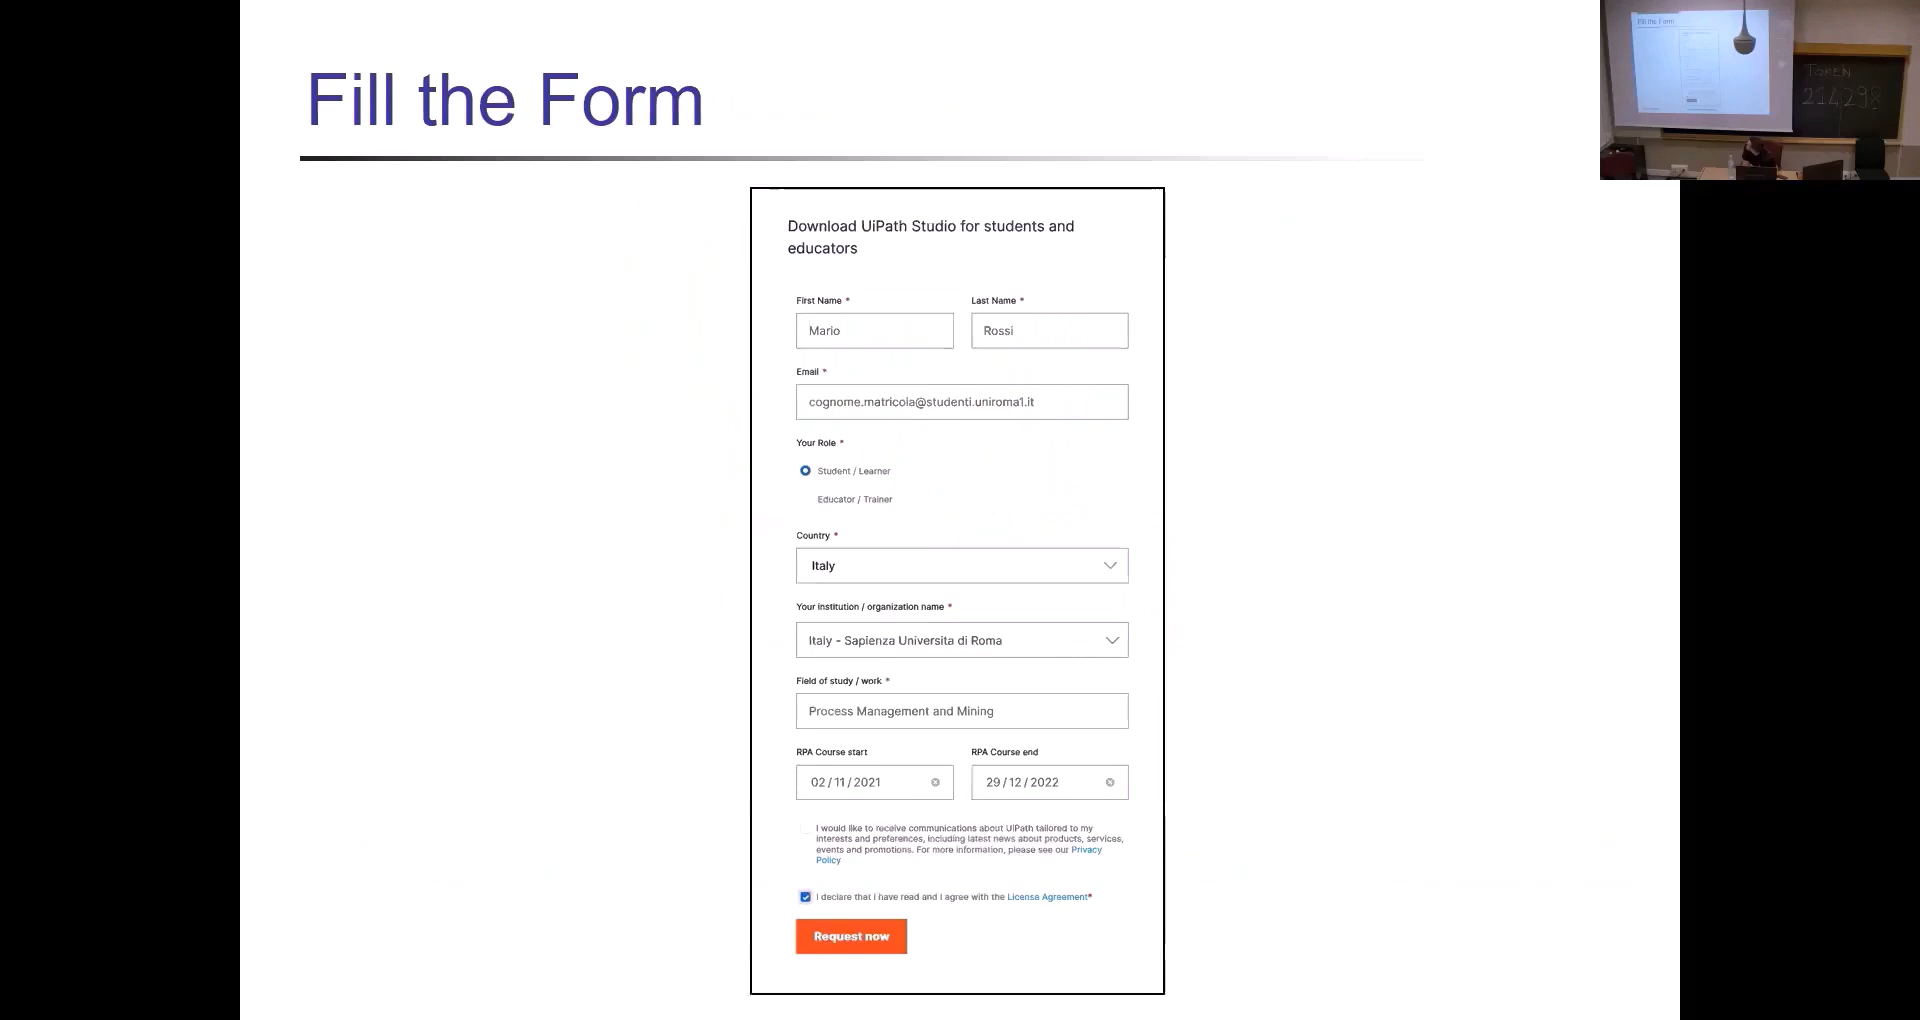 Fill the Form
Fill the Form
TOKEN
214298
Download UiPath Studio for students and
educators
First Name *
Last Name *
Mario
Rossi
Email *
cognome.matricola@studenti.uniroma1.it
Your Role *
Student / Learner
Educator / Trainer
Country *
Italy
Your institution / organization name *
Italy - Sapienza Universita di Roma
Field of study / work *
Process Management and Mining
RPA Course start
RPA Course end
02/11/2021
29/12/2022
I would like to receive communications about UiPath tailored to my
interests and preferences, including latest news about products, services,
events and promotions. For more information, please see our Privacy
Policy
I declare that I have read and I agree with the License Agreement*
Request now